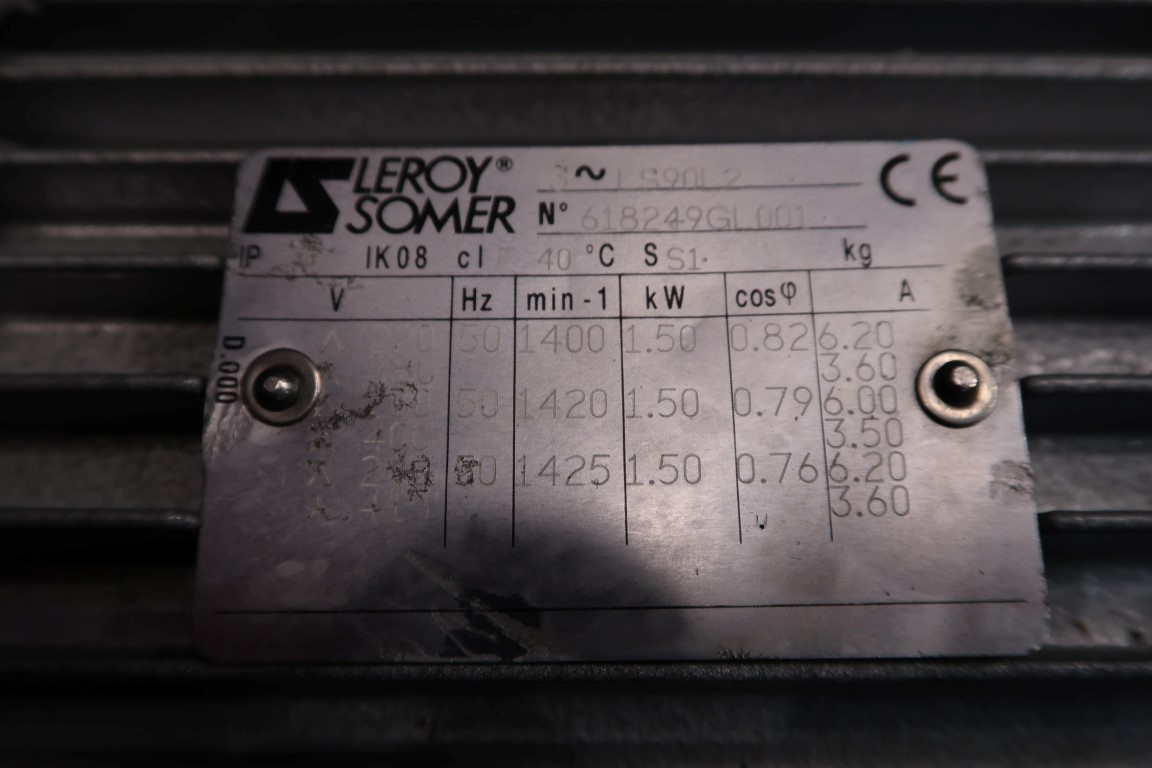 LEROY®
SOMER
3 ~ LS90L2
CE
N° 618249GL001
IP IK08 cl 40 °C S S1 kg
V Hz min-1 kW cosφ A
50 1400 1.50 0.82 6.20
3.60
50 1420 1.50 0.79 6.00
400 3.50
1425 1.50 0.76 6.20
3.60
D.000